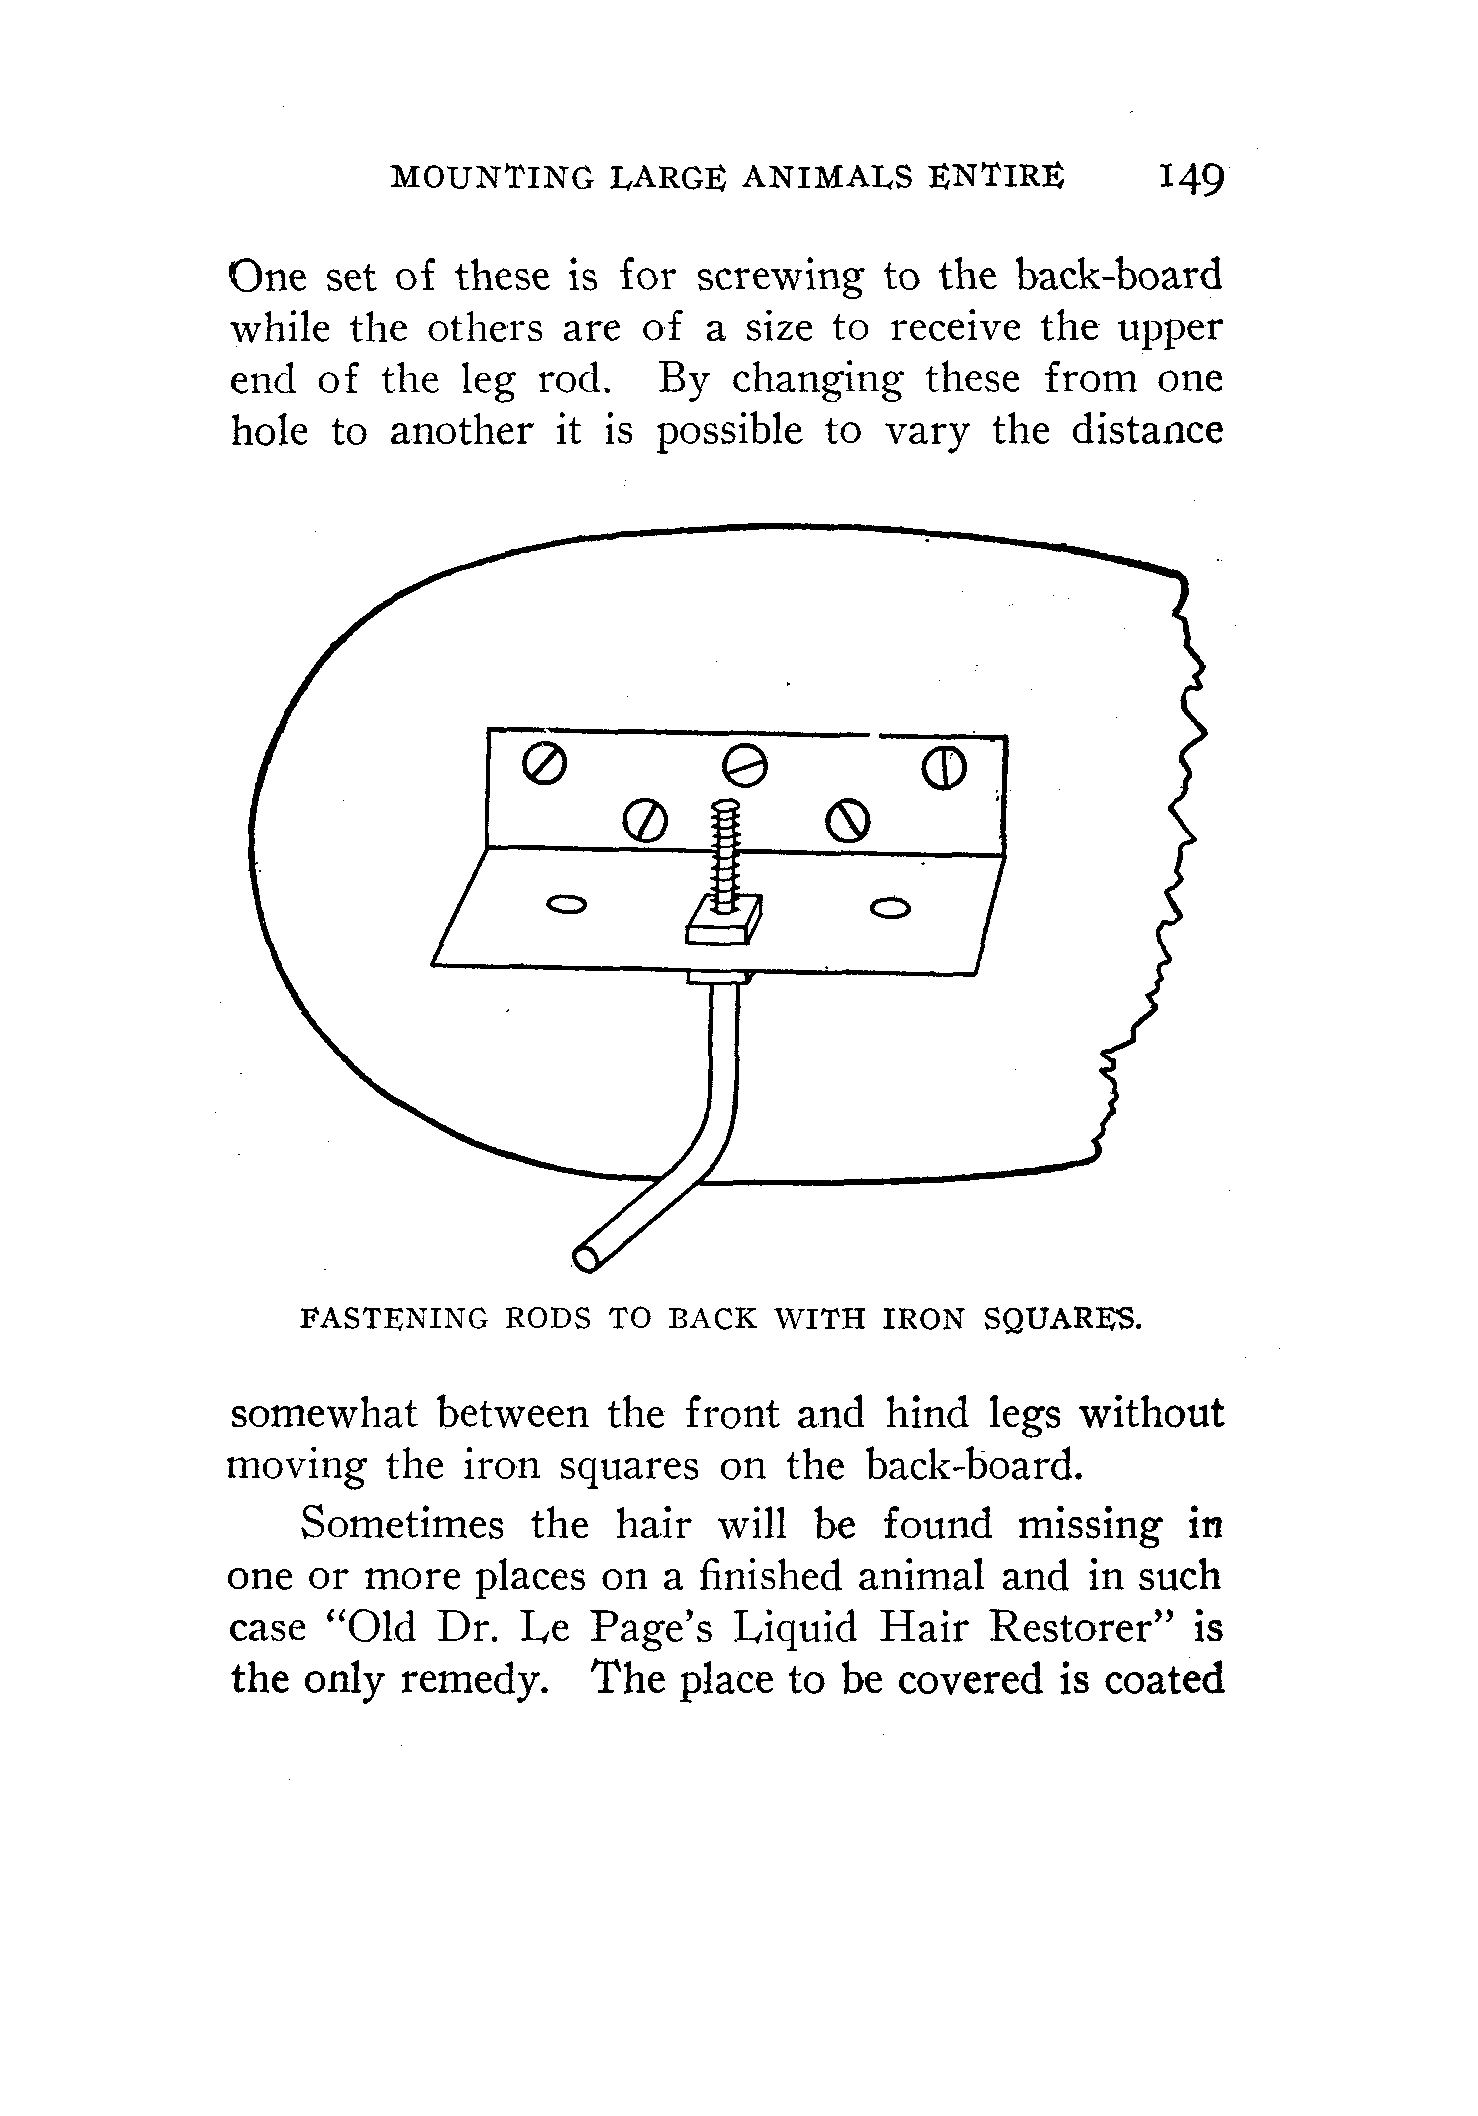 MOUNTING LARGE ANIMALS ENTIRE 149
One set of these is for screwing to the back-board
while the others are of a size to receive the upper
end of the leg rod. By changing these from one
hole to another it is possible to vary the distance
FASTENING RODS TO BACK WITH IRON SQUARES.
somewhat between the front and hind legs without
moving the iron squares on the back-board.
Sometimes the hair will be found missing in
one or more places on a finished animal and in such
case “Old Dr. Le Page’s Liquid Hair Restorer” is
the only remedy. The place to be covered is coated